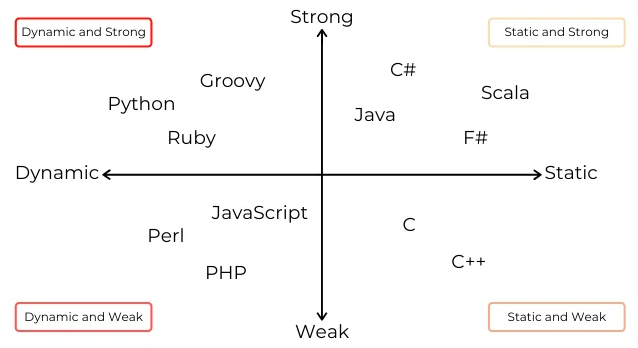 Strong
Dynamic and Strong
Static and Strong
C#
Groovy
Scala
Python
Java
Ruby
F#
Dynamic
Static
JavaScript
C
Perl
C++
PHP
Dynamic and Weak
Static and Weak
Weak